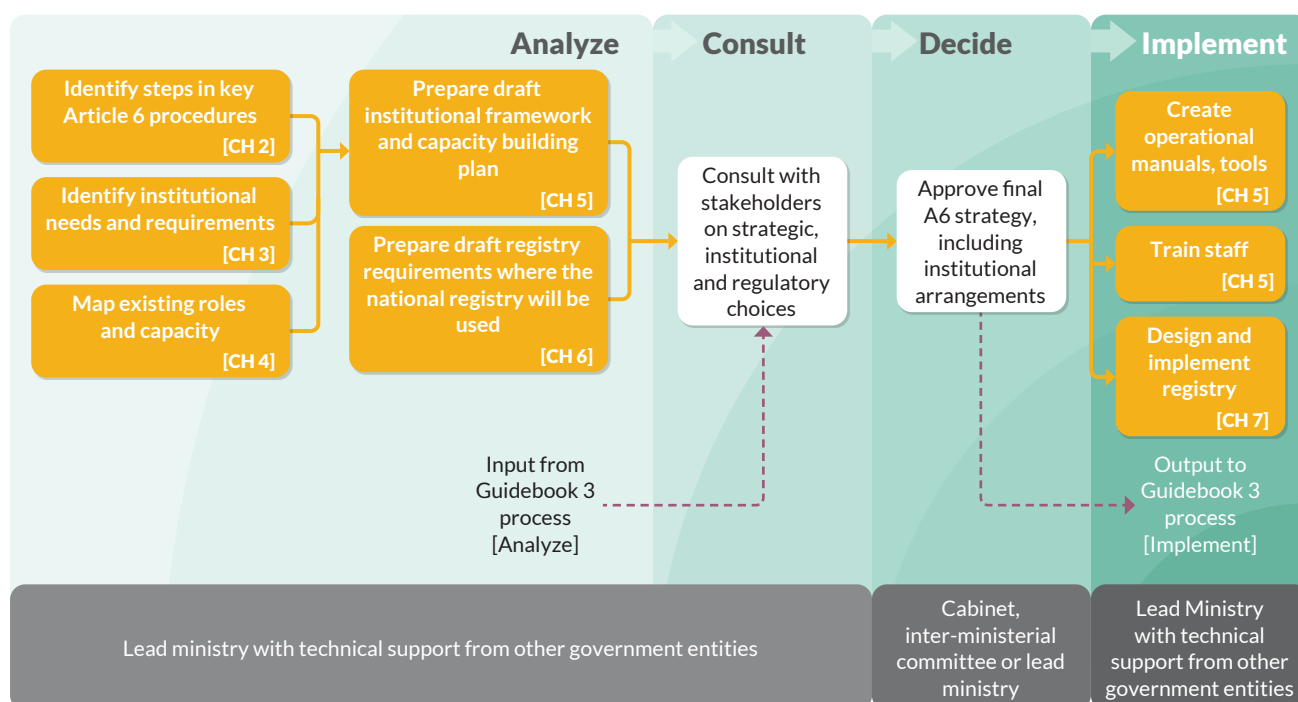 Analyze
Consult
Decide
Implement
Identify steps in key
Article 6 procedures
[CH 2]
Identify institutional
needs and requirements
[CH 3]
Map existing roles
and capacity
[CH 4]
Prepare draft
institutional framework
and capacity building
plan
[CH 5]
Prepare draft registry
requirements where the
national registry will be
used
[CH 6]
Consult with
stakeholders
on strategic,
institutional
and regulatory
choices
Approve final
A6 strategy,
including
institutional
arrangements
Create
operational
manuals, tools
[CH 5]
Train staff
[CH 5]
Design and
implement
registry
[CH 7]
Input from
Guidebook 3
process
[Analyze]
Output to
Guidebook 3
process
[Implement]
Lead ministry with technical support from other government entities
Cabinet,
inter-ministerial
committee or lead
ministry
Lead Ministry
with technical
support from other
government entities